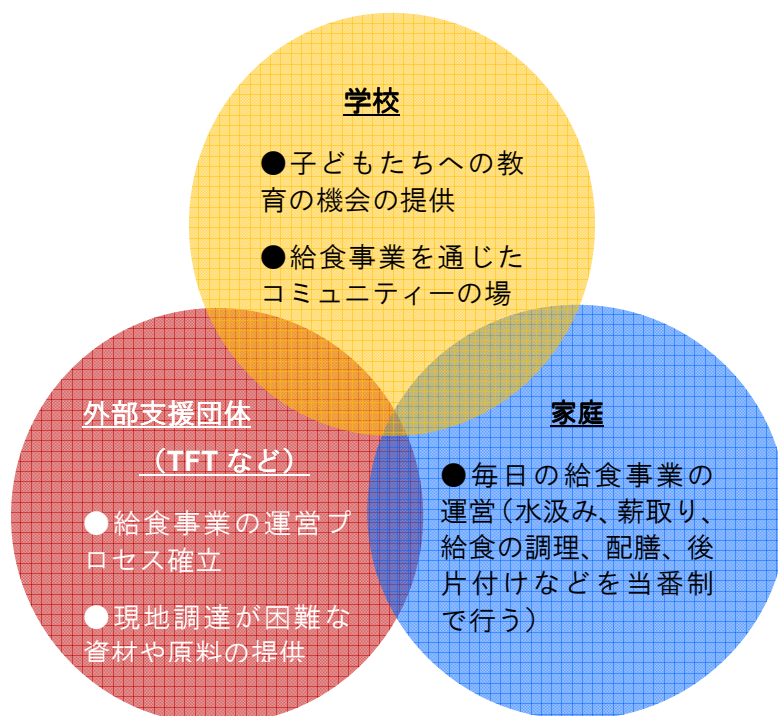 学校
●子どもたちへの教
育の機会の提供
●給食事業を通じた
コミュニティーの場
外部支援団体
（TFT など）
●給食事業の運営プ
ロセス確立
●現地調達が困難な
資材や原料の提供
家庭
●毎日の給食事業の
運営（水汲み、薪取り、
給食の調理、配膳、後
片付けなどを当番制
で行う）